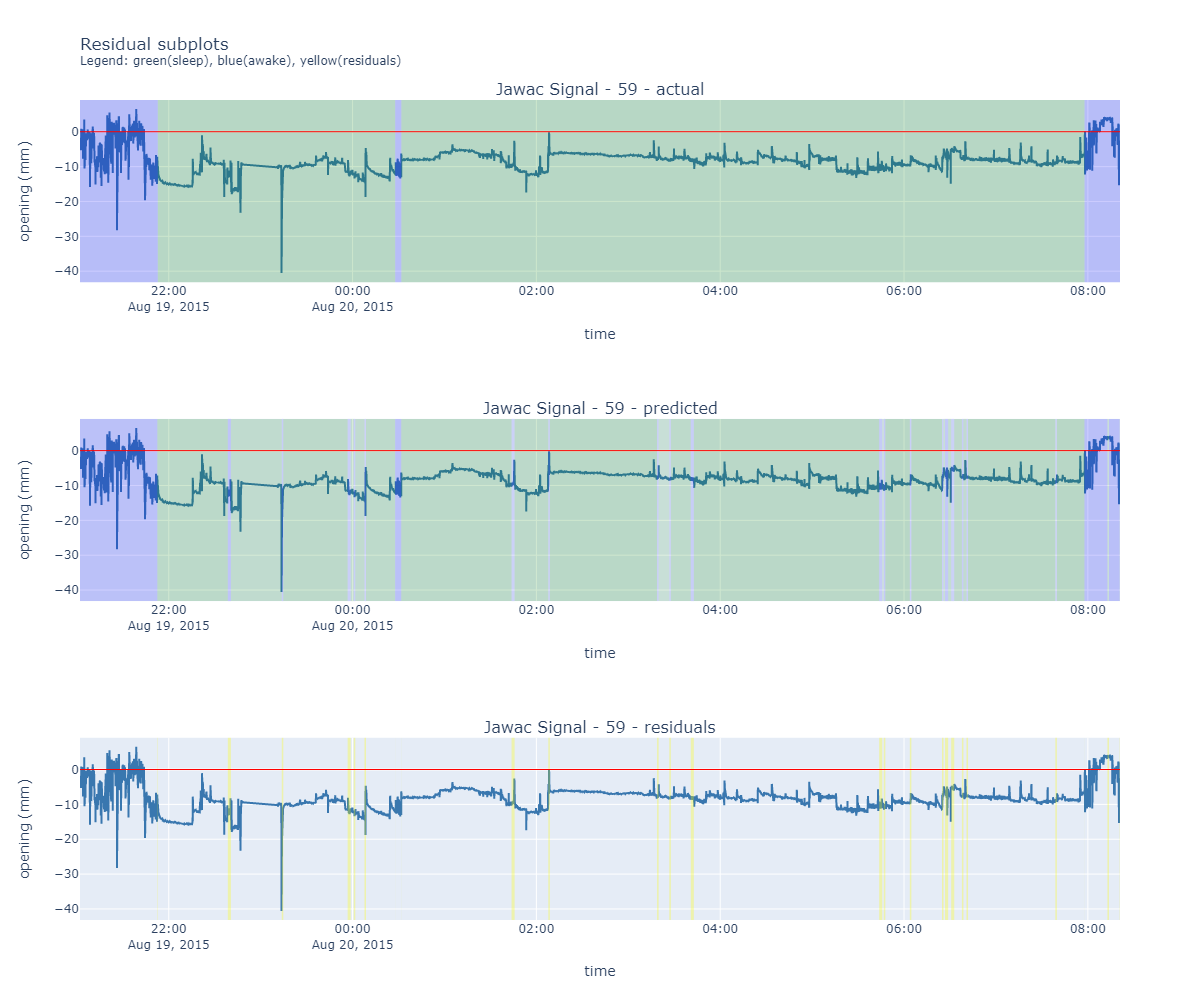 Residual subplots
Legend: green(sleep), blue(awake), yellow(residuals)
Jawac Signal - 59 - actual
opening (mm)
0
−10
−20
−30
−40
22:00 00:00 02:00 04:00 06:00 08:00
Aug 19, 2015 Aug 20, 2015
time
Jawac Signal - 59 - predicted
opening (mm)
0
−10
−20
−30
−40
22:00 00:00 02:00 04:00 06:00 08:00
Aug 19, 2015 Aug 20, 2015
time
Jawac Signal - 59 - residuals
opening (mm)
0
−10
−20
−30
−40
22:00 00:00 02:00 04:00 06:00 08:00
Aug 19, 2015 Aug 20, 2015
time